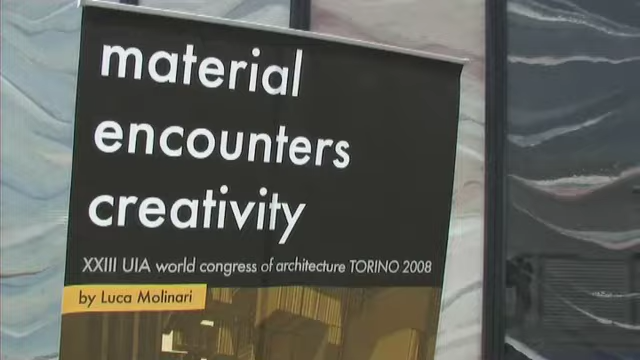 material
encounters
creativity
XXIII UIA world congress of architecture TORINO 2008
by Luca Molinari